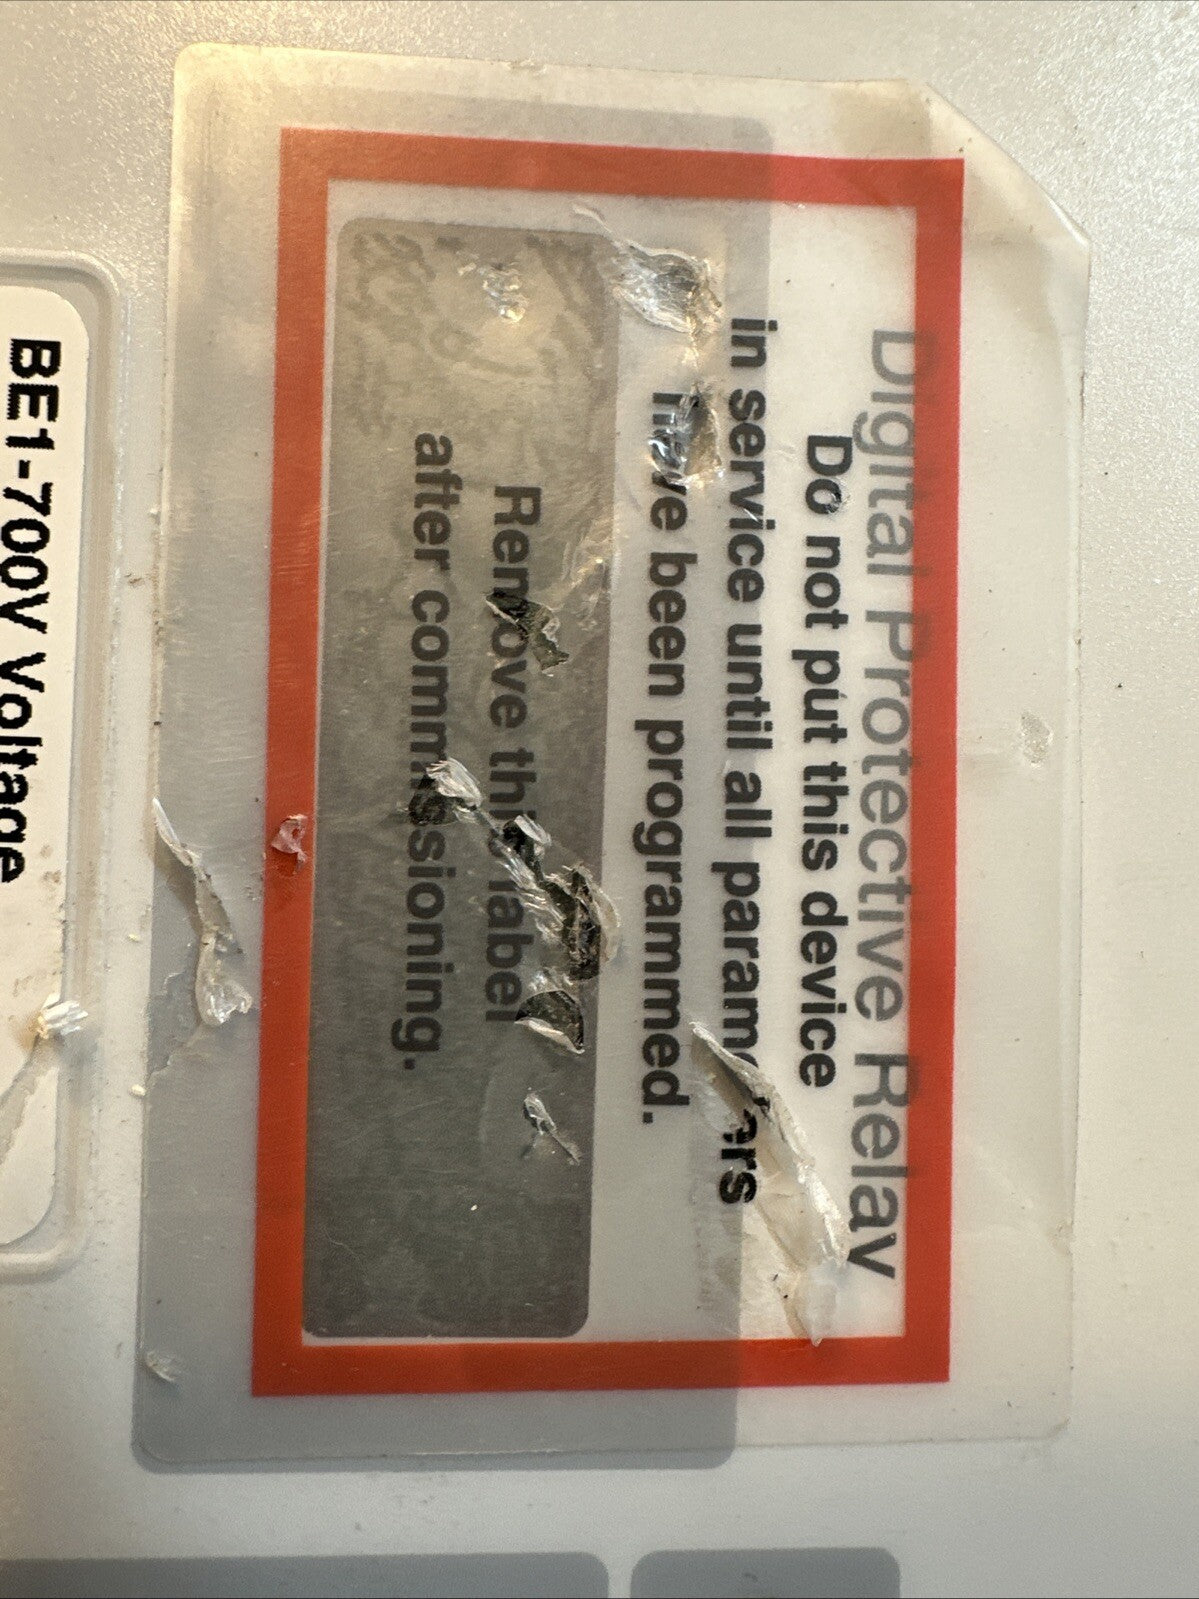 Digital Protective Relay
Do not put this device
in service until all parameters
have been programmed.
Remove this label
after commissioning.
BE1-700V Voltage